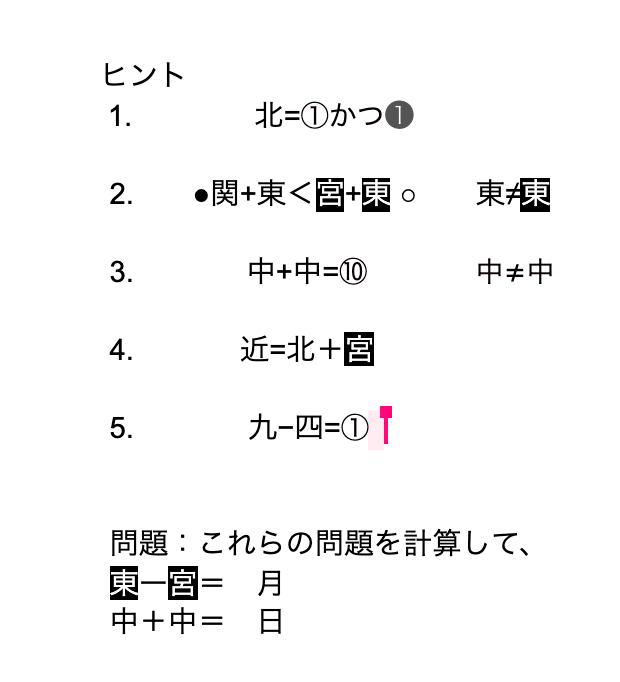 ヒント
1. 北=①かつ❶
2. ●関+東＜宮+東 ○ 東≠東
3. 中+中=⑩ 中≠中
4. 近=北＋宮
5. 九−四=①
問題：これらの問題を計算して、
東—宮＝ 月
中＋中＝ 日